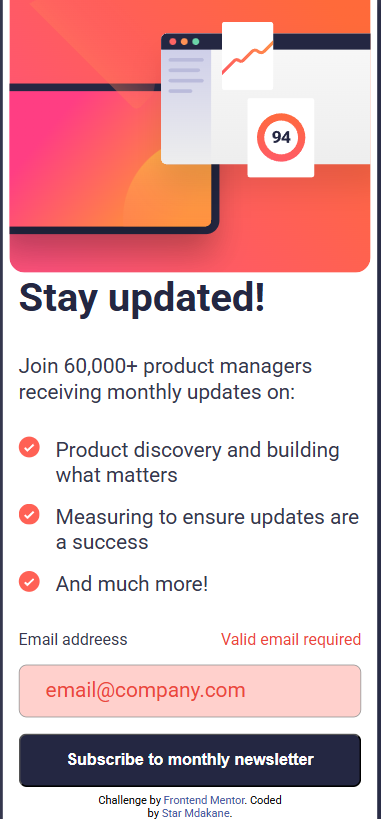 94
Stay updated!
Join 60,000+ product managers
receiving monthly updates on:
Product discovery and building
what matters
Measuring to ensure updates are
a success
And much more!
Email addreess
Valid email required
email@company.com
Subscribe to monthly newsletter
Challenge by Frontend Mentor. Coded
by Star Mdakane.